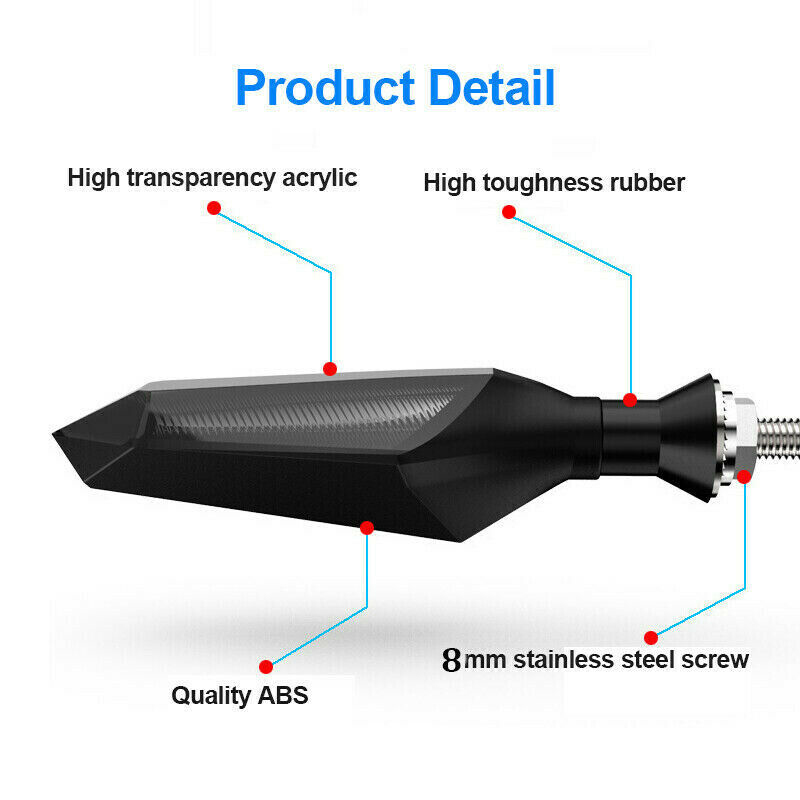 Product Detail
High transparency acrylic
High toughness rubber
8mm stainless steel screw
Quality ABS